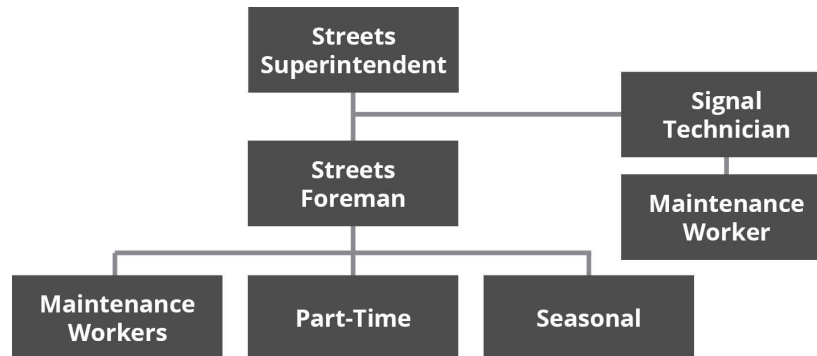 Streets
Superintendent
Signal
Technician
Streets
Foreman
Maintenance
Worker
Maintenance
Workers
Part-Time
Seasonal